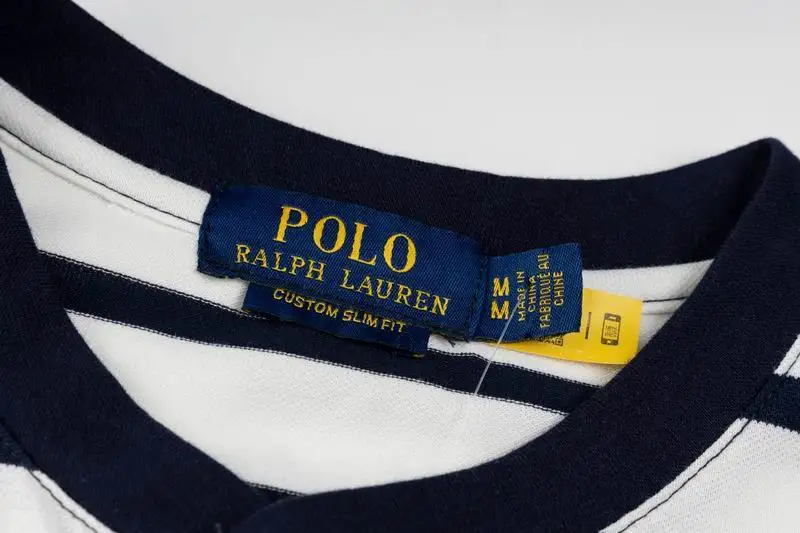 POLO
RALPH LAUREN
CUSTOM SLIM FIT
M
M
MADE IN
CHINA
FABRIQUÉ AU
CHINE